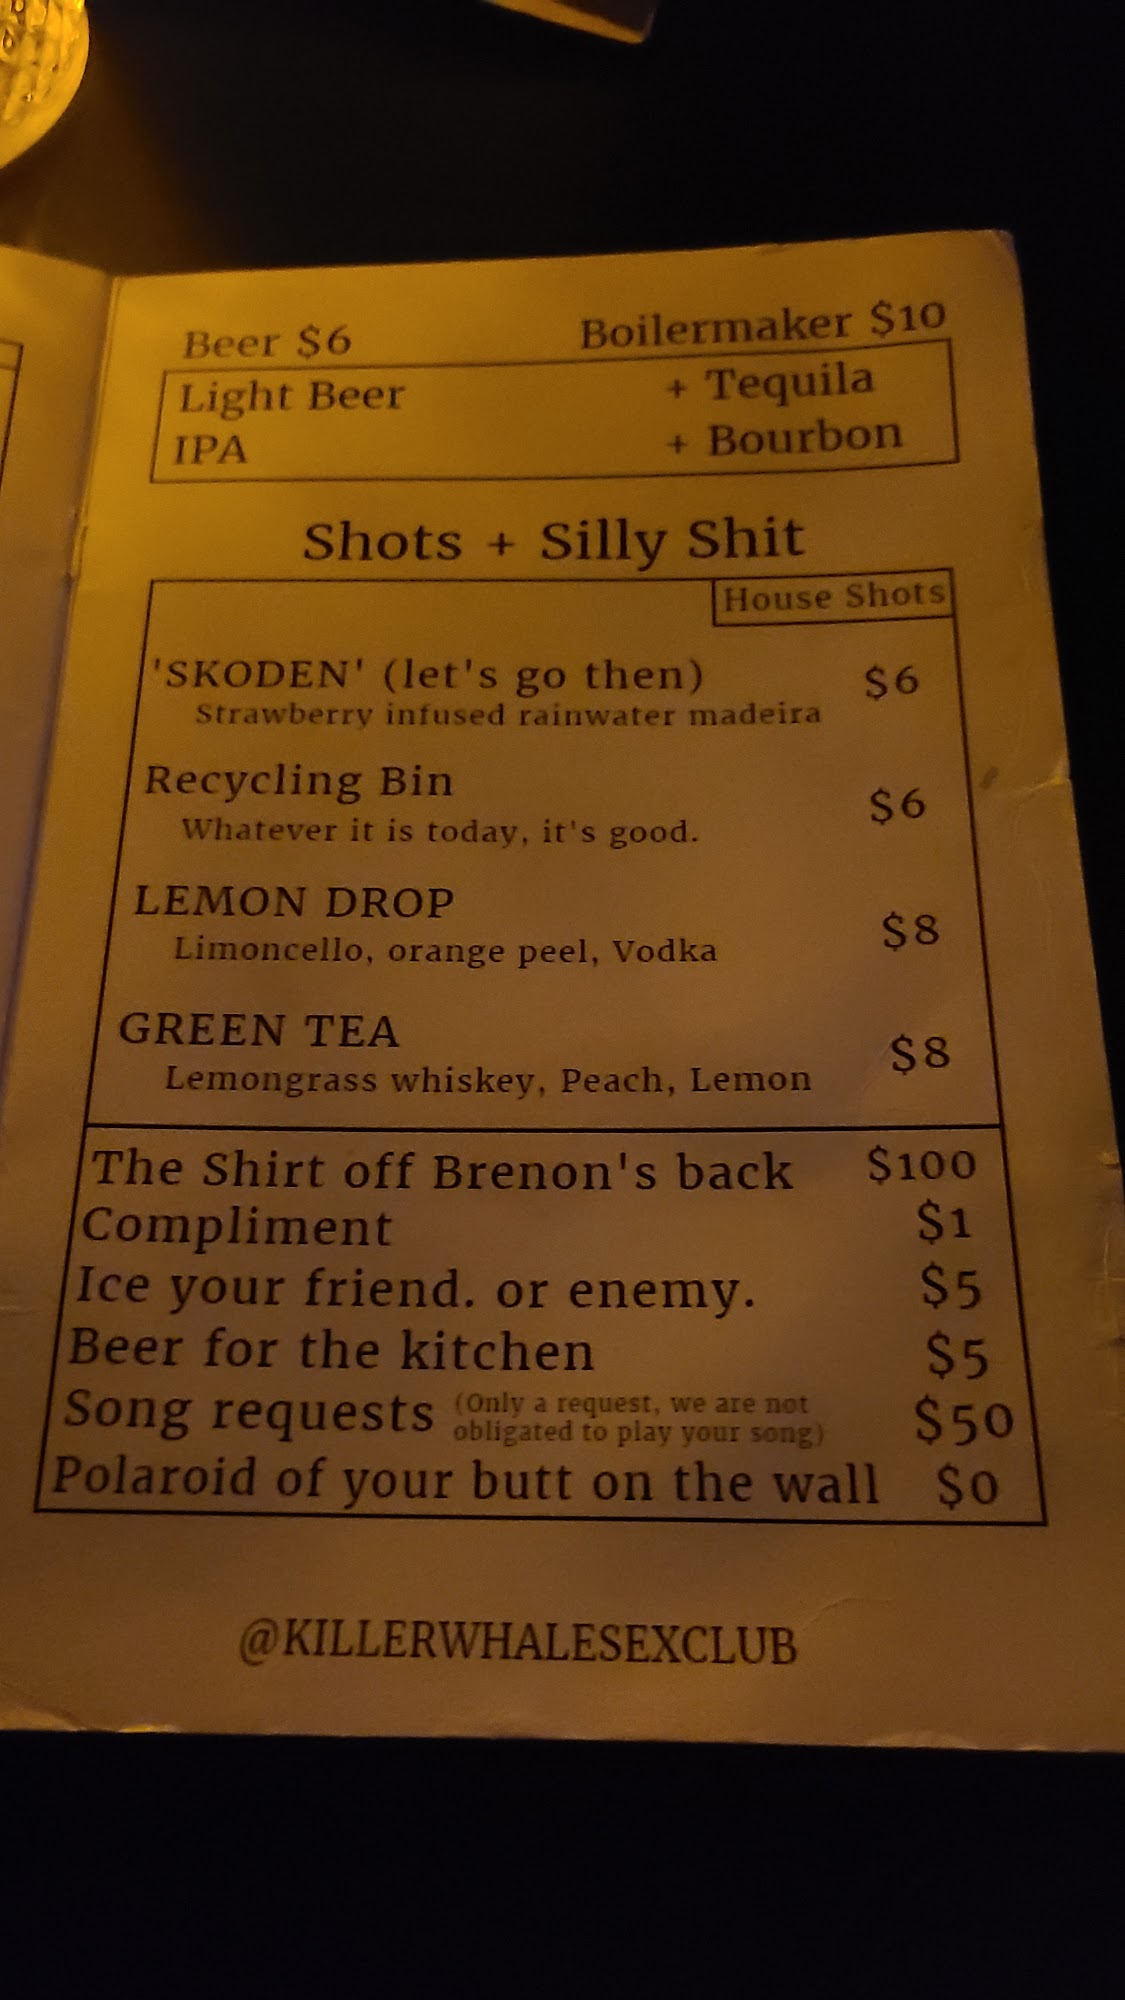 Beer $6 Boilermaker $10
Light Beer + Tequila
IPA + Bourbon
Shots + Silly Shit
House Shots
'SKODEN' (let's go then) $6
Strawberry infused rainwater madeira
Recycling Bin $6
Whatever it is today, it's good.
LEMON DROP $8
Limoncello, orange peel, Vodka
GREEN TEA $8
Lemongrass whiskey, Peach, Lemon
The Shirt off Brenon's back $100
Compliment $1
Ice your friend. or enemy. $5
Beer for the kitchen $5
Song requests (Only a request, we are not
obligated to play your song) $50
Polaroid of your butt on the wall $0
@KILLERWHALESEXCLUB